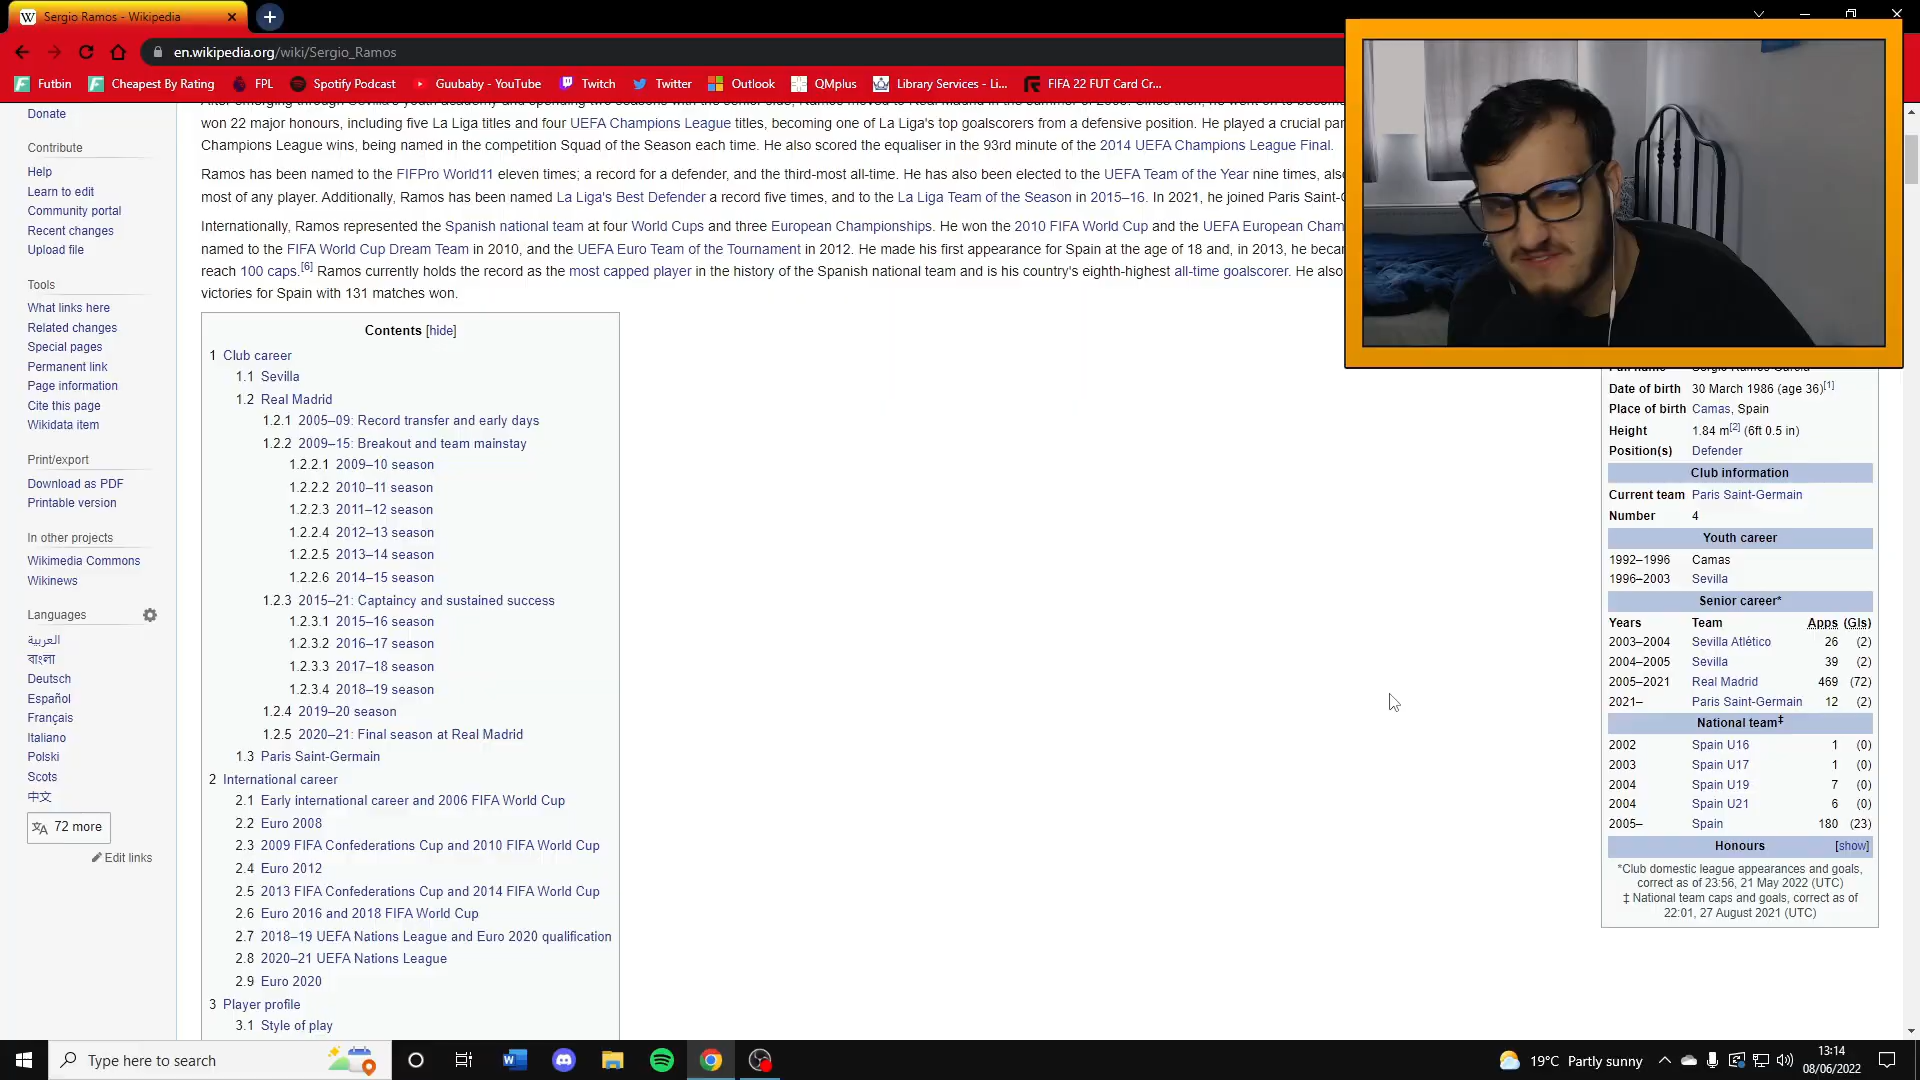 Sergio Ramos - Wikipedia
en.wikipedia.org/wiki/Sergio_Ramos
Futbin Cheapest By Rating FPL Spotify Podcast Guubaby - YouTube Twitch Twitter Outlook QMplus Library Services - Li... FIFA 22 FUT Card Cr...
Donate
Contribute
Help
Learn to edit
Community portal
Recent changes
Upload file
Tools
What links here
Related changes
Special pages
Permanent link
Page information
Cite this page
Wikidata item
Print/export
Download as PDF
Printable version
In other projects
Wikimedia Commons
Wikinews
Languages
العربية
বাংলা
Deutsch
Español
Français
Italiano
Polski
Scots
中文
72 more
Edit links
won 22 major honours, including five La Liga titles and four UEFA Champions League titles, becoming one of La Liga's top goalscorers from a defensive position. He played a crucial
Champions League wins, being named in the competition Squad of the Season each time. He also scored the equaliser in the 93rd minute of the 2014 UEFA Champions League Final.
Ramos has been named to the FIFPro World11 eleven times; a record for a defender, and the third-most all-time. He has also been elected to the UEFA Team of the Year nine times,
most of any player. Additionally, Ramos has been named La Liga's Best Defender a record five times, and to the La Liga Team of the Season in 2015–16. In 2021, he joined Paris Saint-
Internationally, Ramos represented the Spanish national team at four World Cups and three European Championships. He won the 2010 FIFA World Cup and the UEFA European
named to the FIFA World Cup Dream Team in 2010, and the UEFA Euro Team of the Tournament in 2012. He made his first appearance for Spain at the age of 18 and, in 2013, he
reach 100 caps.[6] Ramos currently holds the record as the most capped player in the history of the Spanish national team and is his country's eighth-highest all-time goalscorer. He also
victories for Spain with 131 matches won.
Contents [hide]
1 Club career
1.1 Sevilla
1.2 Real Madrid
1.2.1 2005–09: Record transfer and early days
1.2.2 2009–15: Breakout and team mainstay
1.2.2.1 2009–10 season
1.2.2.2 2010–11 season
1.2.2.3 2011–12 season
1.2.2.4 2012–13 season
1.2.2.5 2013–14 season
1.2.2.6 2014–15 season
1.2.3 2015–21: Captaincy and sustained success
1.2.3.1 2015–16 season
1.2.3.2 2016–17 season
1.2.3.3 2017–18 season
1.2.3.4 2018–19 season
1.2.4 2019–20 season
1.2.5 2020–21: Final season at Real Madrid
1.3 Paris Saint-Germain
2 International career
2.1 Early international career and 2006 FIFA World Cup
2.2 Euro 2008
2.3 2009 FIFA Confederations Cup and 2010 FIFA World Cup
2.4 Euro 2012
2.5 2013 FIFA Confederations Cup and 2014 FIFA World Cup
2.6 Euro 2016 and 2018 FIFA World Cup
2.7 2018–19 UEFA Nations League and Euro 2020 qualification
2.8 2020–21 UEFA Nations League
2.9 Euro 2020
3 Player profile
3.1 Style of play
Date of birth 30 March 1986 (age 36)[1]
Place of birth Camas, Spain
Height 1.84 m[2] (6ft 0.5 in)
Position(s) Defender
Club information
Current team Paris Saint-Germain
Number 4
Youth career
1992–1996 Camas
1996–2003 Sevilla
Senior career*
Years Team Apps (Gls)
2003–2004 Sevilla Atlético 26 (2)
2004–2005 Sevilla 39 (2)
2005–2021 Real Madrid 469 (72)
2021– Paris Saint-Germain 12 (2)
National team‡
2002 Spain U16 1 (0)
2003 Spain U17 1 (0)
2004 Spain U19 7 (0)
2004 Spain U21 6 (0)
2005– Spain 180 (23)
Honours [show]
*Club domestic league appearances and goals,
correct as of 23:56, 21 May 2022 (UTC)
‡ National team caps and goals, correct as of
22:01, 27 August 2021 (UTC)
Type here to search
19°C Partly sunny
13:14
08/06/2022